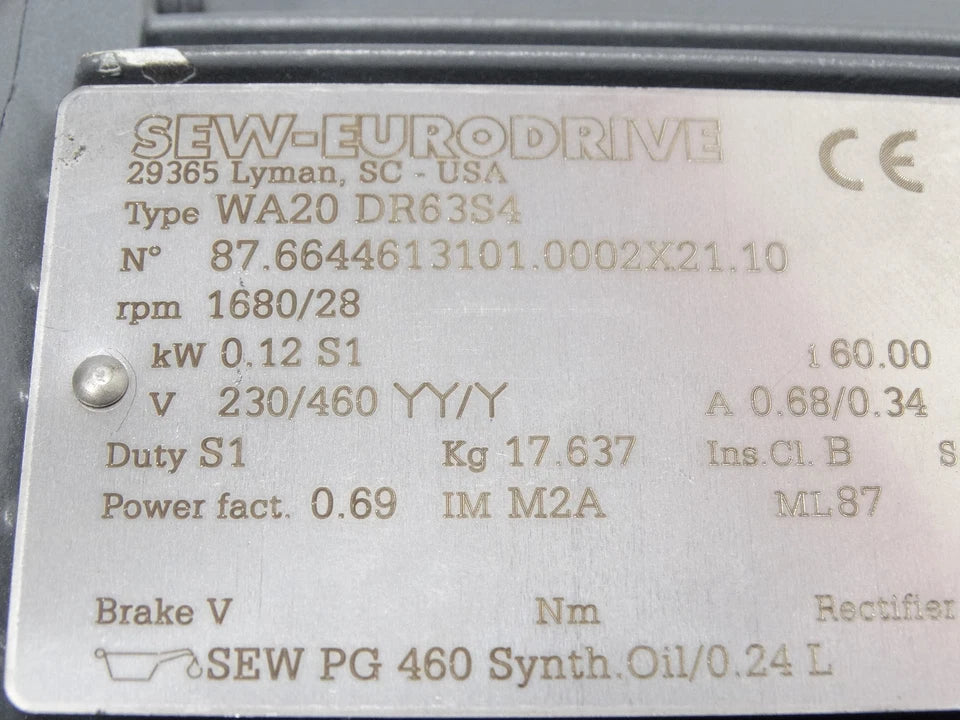 SEW-EURODRIVE CE
29365 Lyman, SC - USA
Type WA20 DR63S4
N° 87.6644613101.0002X21.10
rpm 1680/28
kW 0.12 S1 i 60.00
V 230/460 YY/Y A 0.68/0.34
Duty S1 Kg 17.637 Ins.Cl. B S
Power fact. 0.69 IM M2A ML87
Brake V Nm Rectifier
SEW PG 460 Synth.Oil/0.24 L